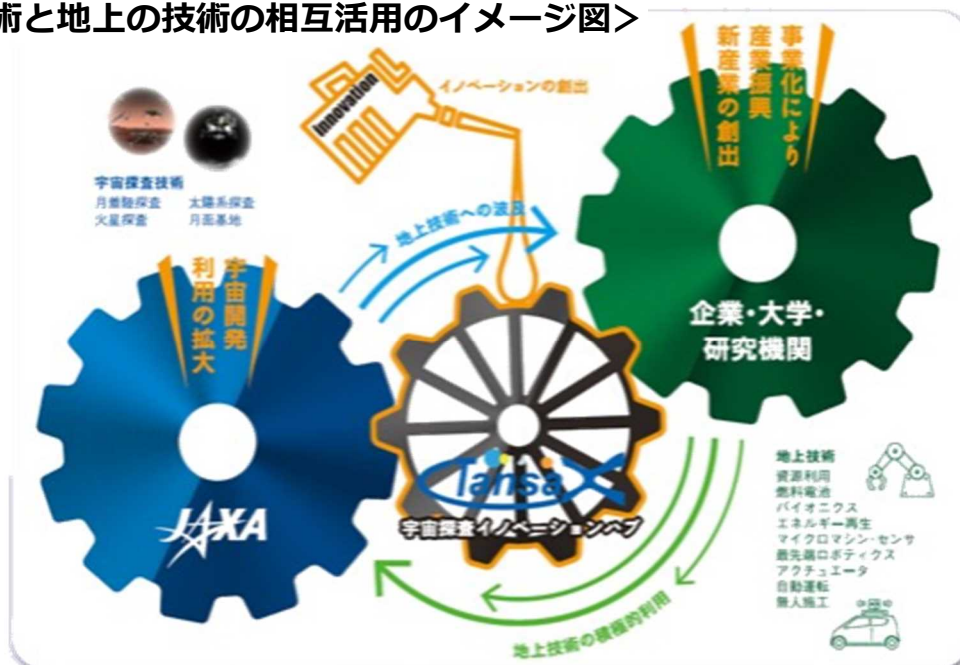 術と地上の技術の相互活用のイメージ図>
Innovation
イノベーションの創出
事業化により
産業振興
新産業の創出
宇宙探査技術
月着陸探査 太陽系探査
火星探査 月面基地
地上技術への波及
宇宙開発
利用の拡大
企業・大学・
研究機関
JAXA
TansaX
宇宙探査イノベーションハブ
地上技術
資源利用
燃料電池
バイオニクス
エネルギー再生
マイクロマシン・センサ
最先端ロボティクス
アクチュエータ
自動運転
無人施工
地上技術の積極的利用